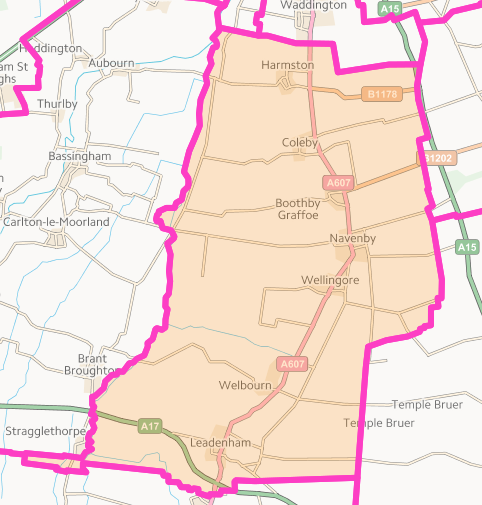 Waddington
A15
Haddington
Aubourn
Harmston
am St
ghs
B1178
Thurlby
Coleby
Bassingham
B1202
A607
Boothby
Graffoe
Carlton-le-Moorland
Navenby
A15
Wellingore
Brant
Broughton
A607
Welbourn
Temple Bruer
Temple Bruer
A17
Stragglethorpe
Leadenham